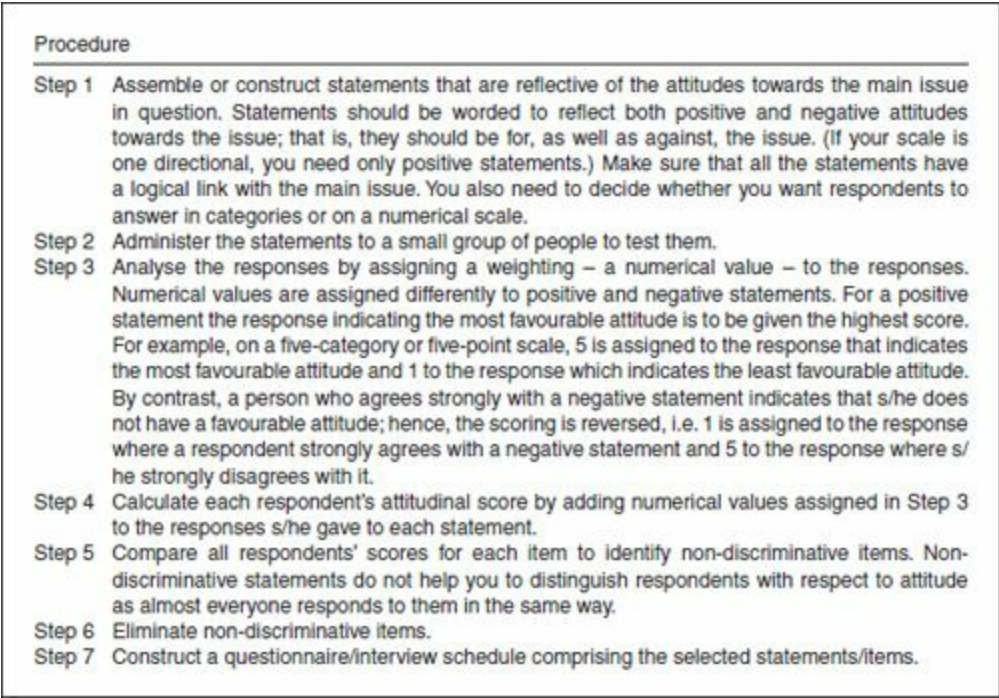 Procedure
Step 1 Assemble or construct statements that are reflective of the attitudes towards the main issue
in question. Statements should be worded to reflect both positive and negative attitudes
towards the issue; that is, they should be for, as well as against, the issue. (If your scale is
one directional, you need only positive statements.) Make sure that all the statements have
a logical link with the main issue. You also need to decide whether you want respondents to
answer in categories or on a numerical scale.
Step 2 Administer the statements to a small group of people to test them.
Step 3 Analyse the responses by assigning a weighting – a numerical value – to the responses.
Numerical values are assigned differently to positive and negative statements. For a positive
statement the response indicating the most favourable attitude is to be given the highest score.
For example, on a five-category or five-point scale, 5 is assigned to the response that indicates
the most favourable attitude and 1 to the response which indicates the least favourable attitude.
By contrast, a person who agrees strongly with a negative statement indicates that s/he does
not have a favourable attitude; hence, the scoring is reversed, i.e. 1 is assigned to the response
where a respondent strongly agrees with a negative statement and 5 to the response where s/
he strongly disagrees with it.
Step 4 Calculate each respondent's attitudinal score by adding numerical values assigned in Step 3
to the responses s/he gave to each statement.
Step 5 Compare all respondents' scores for each item to identify non-discriminative items. Non-
discriminative statements do not help you to distinguish respondents with respect to attitude
as almost everyone responds to them in the same way.
Step 6 Eliminate non-discriminative items.
Step 7 Construct a questionnaire/interview schedule comprising the selected statements/items.